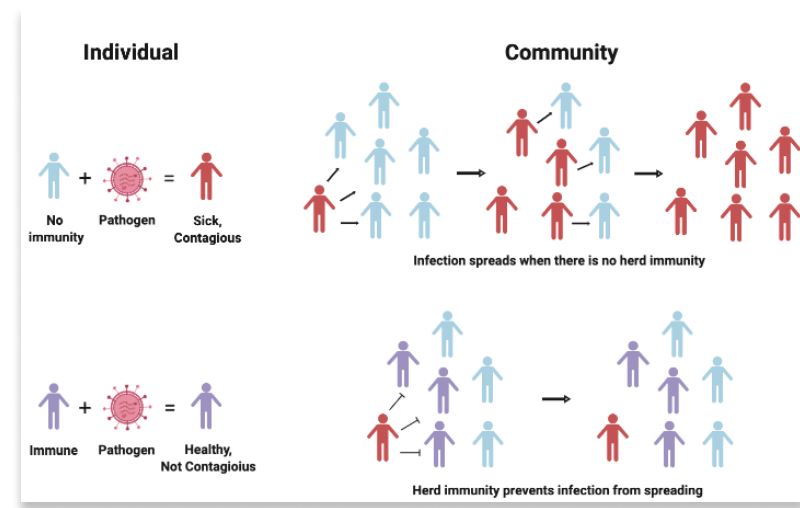 Individual
Community
+
=
No
immunity
Pathogen
Sick,
Contagious
Infection spreads when there is no herd immunity
+
=
Immune
Pathogen
Healthy,
Not Contagioius
Herd immunity prevents infection from spreading